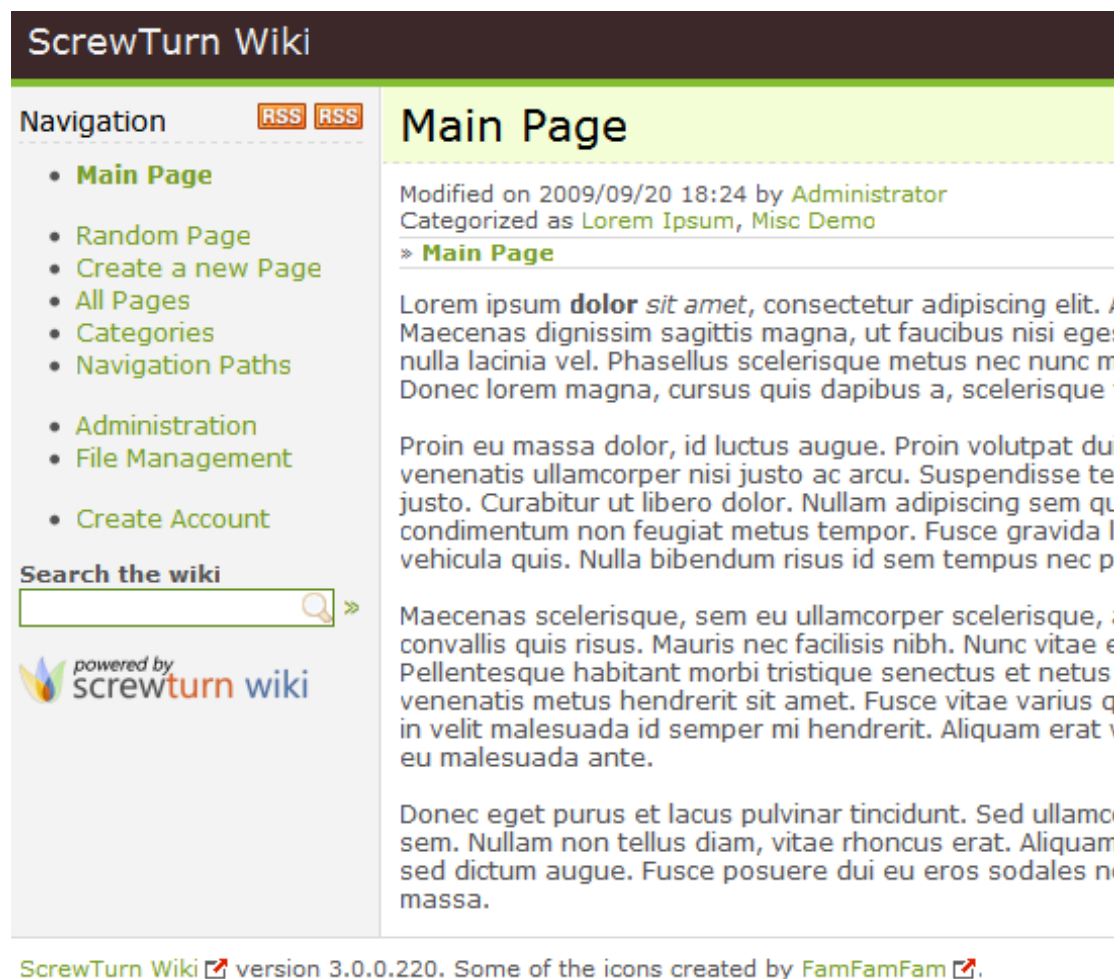 ScrewTurn Wiki
Navigation RSS RSS
Main Page
Random Page
Create a new Page
All Pages
Categories
Navigation Paths
Administration
File Management
Create Account
Search the wiki
»
powered by
screwturn wiki
Main Page
Modified on 2009/09/20 18:24 by Administrator
Categorized as Lorem Ipsum, Misc Demo
» Main Page
Lorem ipsum dolor sit amet, consectetur adipiscing elit.
Maecenas dignissim sagittis magna, ut faucibus nisi
nulla lacinia vel. Phasellus scelerisque metus nec nunc
Donec lorem magna, cursus quis dapibus a, scelerisque
Proin eu massa dolor, id luctus augue. Proin volutpat
venenatis ullamcorper nisi justo ac arcu. Suspendisse
justo. Curabitur ut libero dolor. Nullam adipiscing sem
condimentum non feugiat metus tempor. Fusce gravida
vehicula quis. Nulla bibendum risus id sem tempus nec
Maecenas scelerisque, sem eu ullamcorper scelerisque,
convallis quis risus. Mauris nec facilisis nibh. Nunc vitae
Pellentesque habitant morbi tristique senectus et netus
venenatis metus hendrerit sit amet. Fusce vitae varius
in velit malesuada id semper mi hendrerit. Aliquam erat
eu malesuada ante.
Donec eget purus et lacus pulvinar tincidunt. Sed
sem. Nullam non tellus diam, vitae rhoncus erat. Aliquam
sed dictum augue. Fusce posuere dui eu eros sodales
massa.
ScrewTurn Wiki version 3.0.0.220. Some of the icons created by FamFamFam.